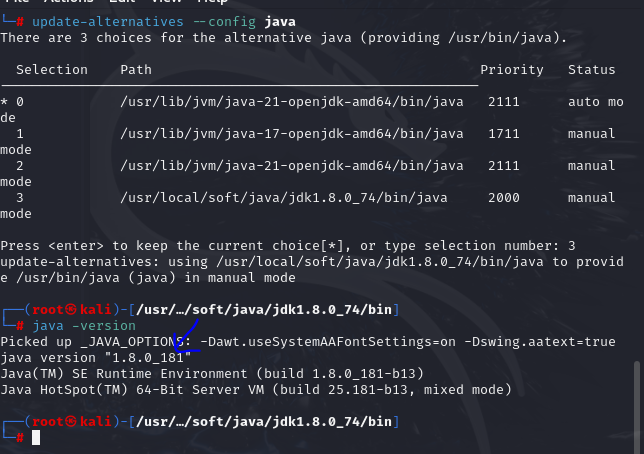 └─# update-alternatives --config java
There are 3 choices for the alternative java (providing /usr/bin/java).
Selection Path Priority Status
* 0 /usr/lib/jvm/java-21-openjdk-amd64/bin/java 2111 auto mo
de
1 /usr/lib/jvm/java-17-openjdk-amd64/bin/java 1711 manual
mode
2 /usr/lib/jvm/java-21-openjdk-amd64/bin/java 2111 manual
mode
3 /usr/local/soft/java/jdk1.8.0_74/bin/java 2000 manual
mode
Press <enter> to keep the current choice[*], or type selection number: 3
update-alternatives: using /usr/local/soft/java/jdk1.8.0_74/bin/java to provid
e /usr/bin/java (java) in manual mode
┌──(root㉿kali)-[/usr/…/soft/java/jdk1.8.0_74/bin]
└─# java -version
Picked up _JAVA_OPTIONS: -Dawt.useSystemAAFontSettings=on -Dswing.aatext=true
java version "1.8.0_181"
Java(TM) SE Runtime Environment (build 1.8.0_181-b13)
Java HotSpot(TM) 64-Bit Server VM (build 25.181-b13, mixed mode)
┌──(root㉿kali)-[/usr/…/soft/java/jdk1.8.0_74/bin]
└─#